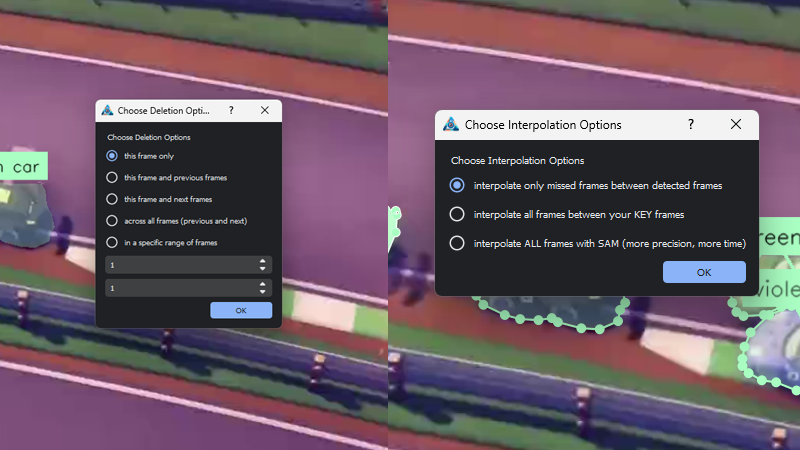 Choose Deletion Opti...
?
Choose Deletion Options
this frame only
this frame and previous frames
this frame and next frames
across all frames (previous and next)
in a specific range of frames
1
1
OK
car
Choose Interpolation Options
?
Choose Interpolation Options
interpolate only missed frames between detected frames
interpolate all frames between your KEY frames
interpolate ALL frames with SAM (more precision, more time)
OK